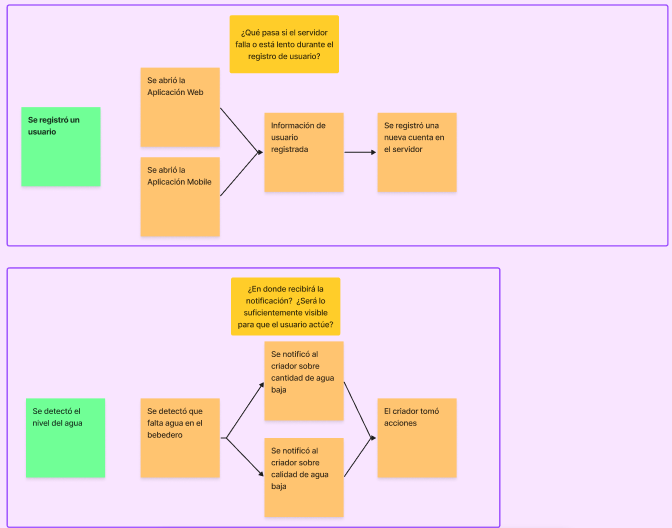 ¿Qué pasa si el servidor
falla o está lento durante el
registro de usuario?
Se registró un
usuario
Se abrió la
Aplicación Web
Se abrió la
Aplicación Mobile
Información de
usuario
registrada
Se registró una
nueva cuenta en
el servidor
¿En donde recibirá la
notificación? ¿Será lo
suficientemente visible
para que el usuario actúe?
Se detectó el
nivel del agua
Se detectó que
falta agua en el
bebedero
Se notificó al
criador sobre
cantidad de agua
baja
Se notificó al
criador sobre
calidad de agua
baja
El criador tomó
acciones